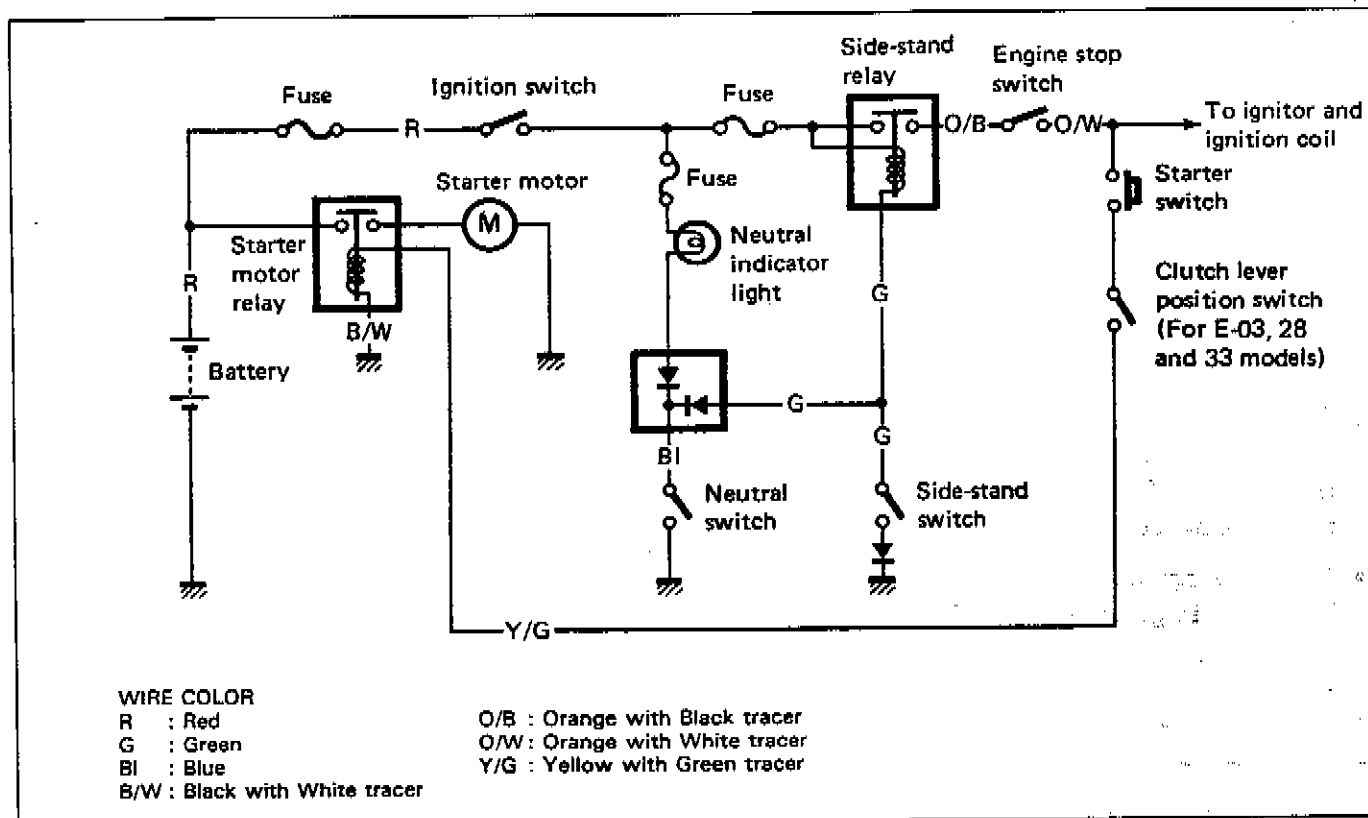 Side-stand
relay
Engine stop
switch
Fuse
Ignition switch
Fuse
R
O/B
O/W
To ignitor and
ignition coil
Fuse
Starter motor
Starter
switch
M
Starter
motor
relay
Neutral
indicator
light
R
G
Clutch lever
position switch
(For E-03, 28
and 33 models)
B/W
Battery
G
G
Bl
Neutral
switch
Side-stand
switch
Y/G
WIRE COLOR
R : Red
G : Green
Bl : Blue
B/W : Black with White tracer
O/B : Orange with Black tracer
O/W : Orange with White tracer
Y/G : Yellow with Green tracer